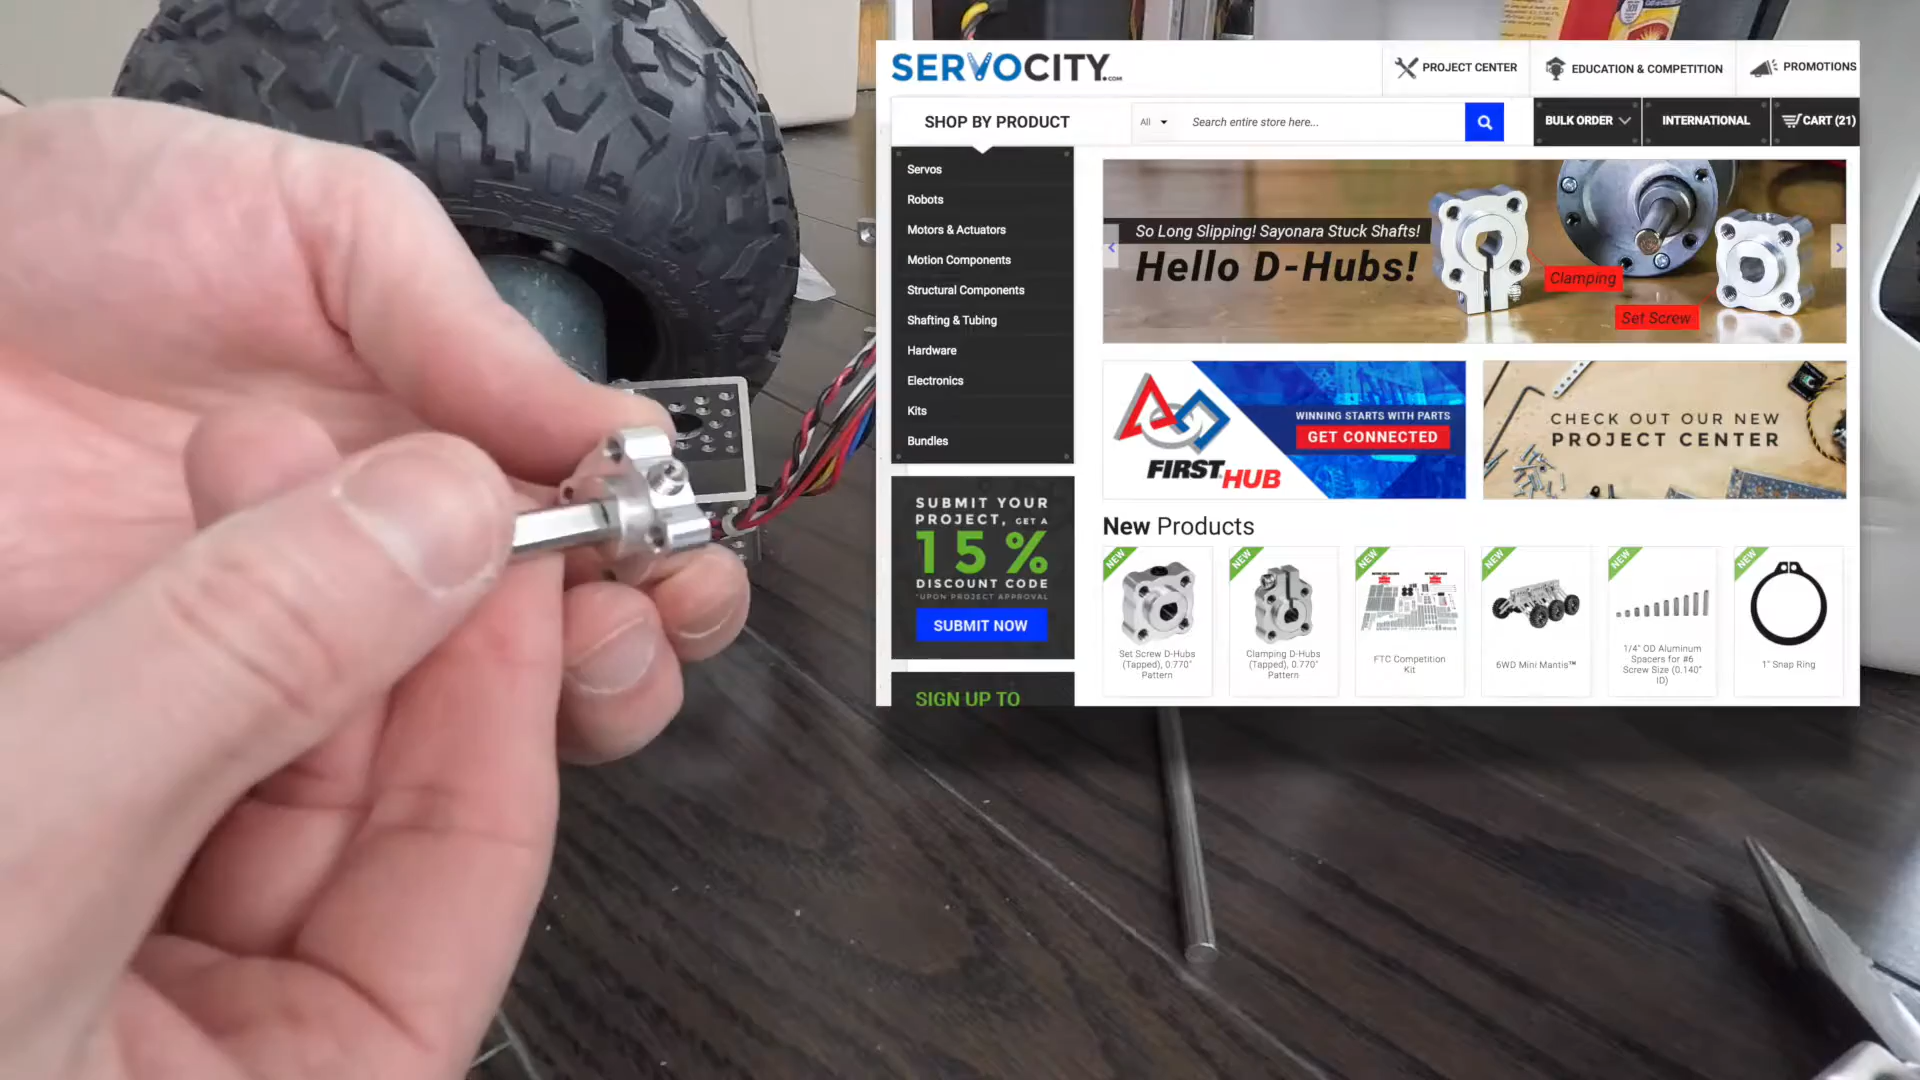 SERVOCITY.COM
PROJECT CENTER
EDUCATION & COMPETITION
PROMOTIONS
SHOP BY PRODUCT
All
Search entire store here...
BULK ORDER
INTERNATIONAL
CART (21)
Servos
Robots
Motors & Actuators
Motion Components
Structural Components
Shafting & Tubing
Hardware
Electronics
Kits
Bundles
So Long Slipping! Sayonara Stuck Shafts!
Hello D-Hubs!
Clamping
Set Screw
FIRST HUB
WINNING STARTS WITH PARTS
GET CONNECTED
CHECK OUT OUR NEW
PROJECT CENTER
SUBMIT YOUR
PROJECT, GET A
15 %
DISCOUNT CODE
*UPON PROJECT APPROVAL
SUBMIT NOW
SIGN UP TO
New Products
NEW
Set Screw D-Hubs
(Tapped), 0.770"
Pattern
NEW
Clamping D-Hubs
(Tapped), 0.770"
Pattern
NEW
FTC Competition
Kit
NEW
6WD Mini Mantis™
NEW
1/4" OD Aluminum
Spacers for #6
Screw Size (0.140"
ID)
NEW
1" Snap Ring